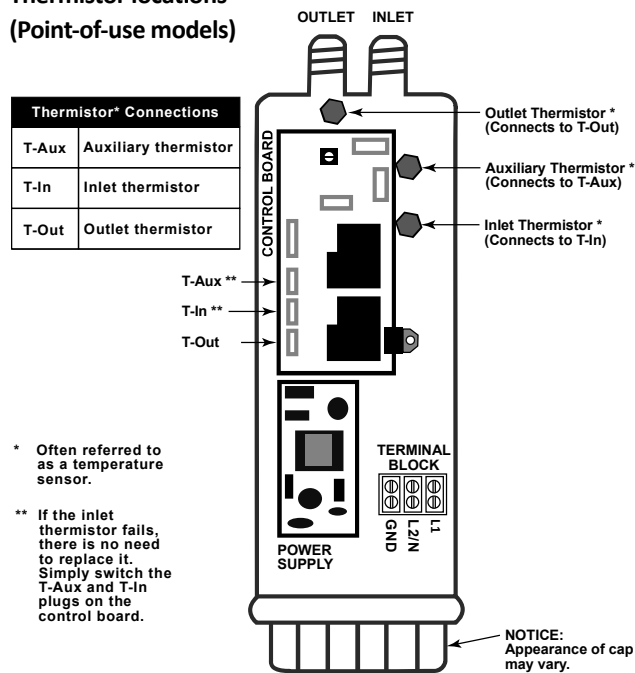 Thermistor locations
(Point-of-use models)
OUTLET INLET
Thermistor* Connections
T-Aux Auxiliary thermistor
T-In Inlet thermistor
T-Out Outlet thermistor
CONTROL BOARD
Outlet Thermistor *
(Connects to T-Out)
Auxiliary Thermistor *
(Connects to T-Aux)
Inlet Thermistor *
(Connects to T-In)
T-Aux **
T-In **
T-Out
* Often referred to
as a temperature
sensor.
** If the inlet
thermistor fails,
there is no need
to replace it.
Simply switch the
T-Aux and T-In
plugs on the
control board.
TERMINAL
BLOCK
GND
L2/N
L1
POWER
SUPPLY
NOTICE:
Appearance of cap
may vary.